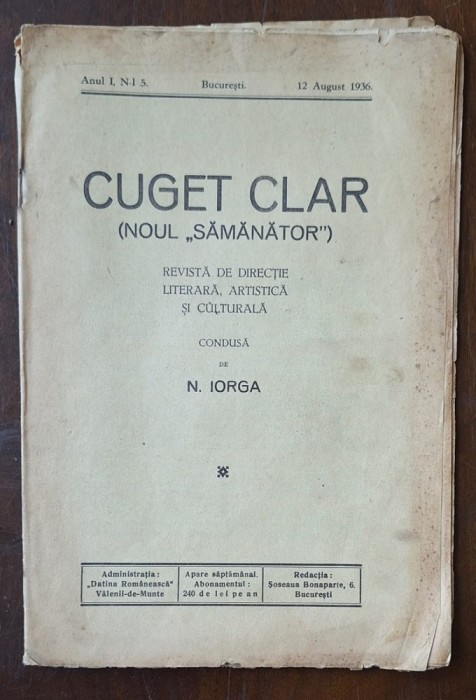 Anul I, N-l 5.
București.
12 August 1936.
CUGET CLAR
(NOUL „SĂMĂNĂTOR")
REVISTĂ DE DIRECȚIE
LITERARĂ, ARTISTICĂ
ȘI CULTURALĂ
CONDUSĂ
DE
N. IORGA
Administrația:
„Datina Românească"
Vălenii-de-Munte
Apare săptămânal.
Abonamentul:
240 de lei pe an
Redacția:
Șoseaua Bonaparte, 6.
București